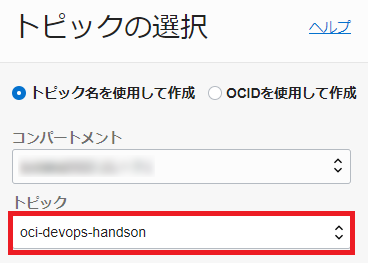 トピックの選択
ヘルプ
トピック名を使用して作成 OCIDを使用して作成
コンパートメント
トピック
oci-devops-handson